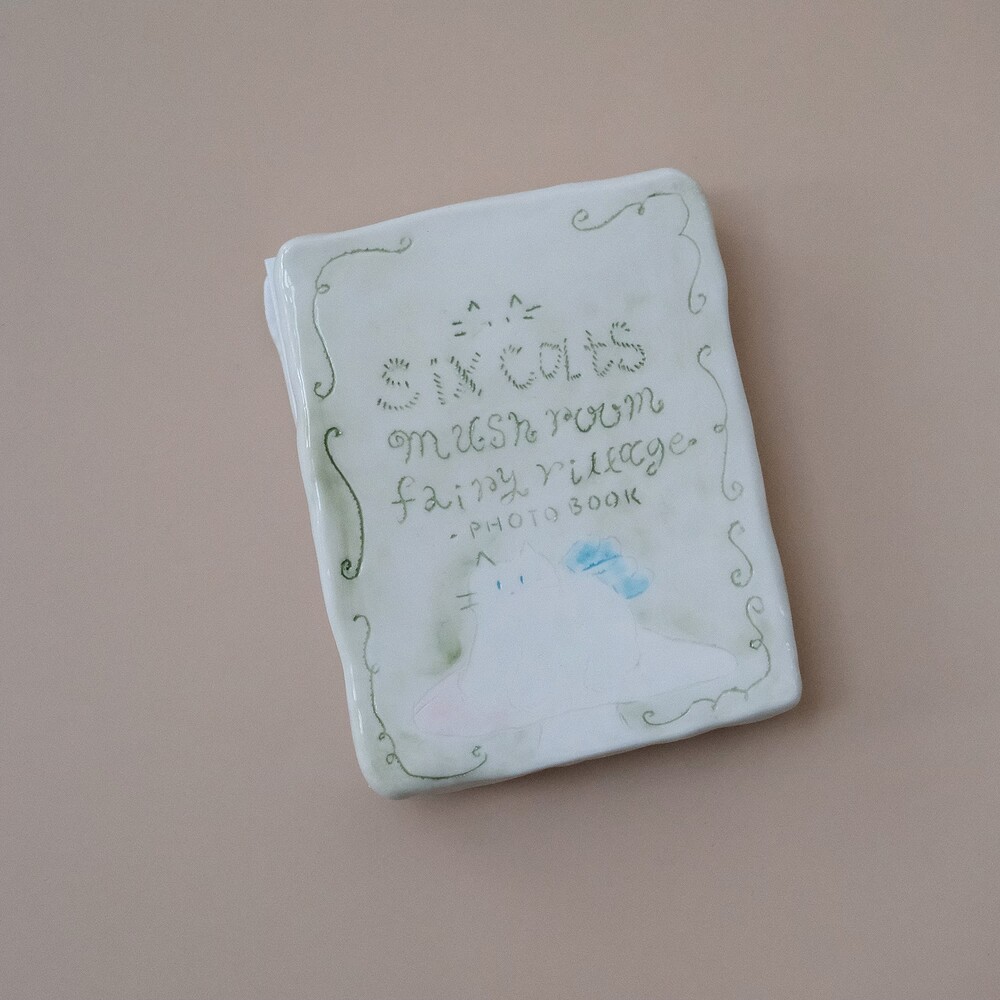 SIX CATS
mushroom
fairy village
- PHOTO BOOK